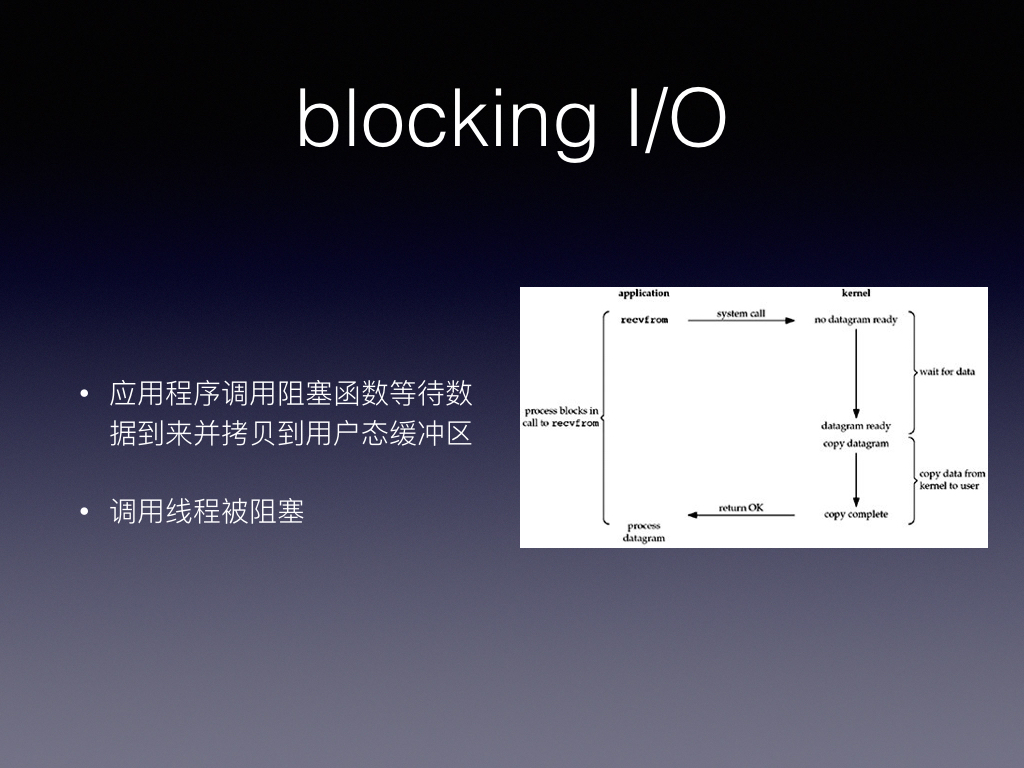 blocking I/O
• 应用程序调用阻塞函数等待数
据到来并拷贝到用户态缓冲区
• 调用线程被阻塞
application
kernel
recvfrom
system call
no datagram ready
wait for data
process blocks in
call to recvfrom
datagram ready
copy datagram
copy data from
kernel to user
return OK
copy complete
process
datagram